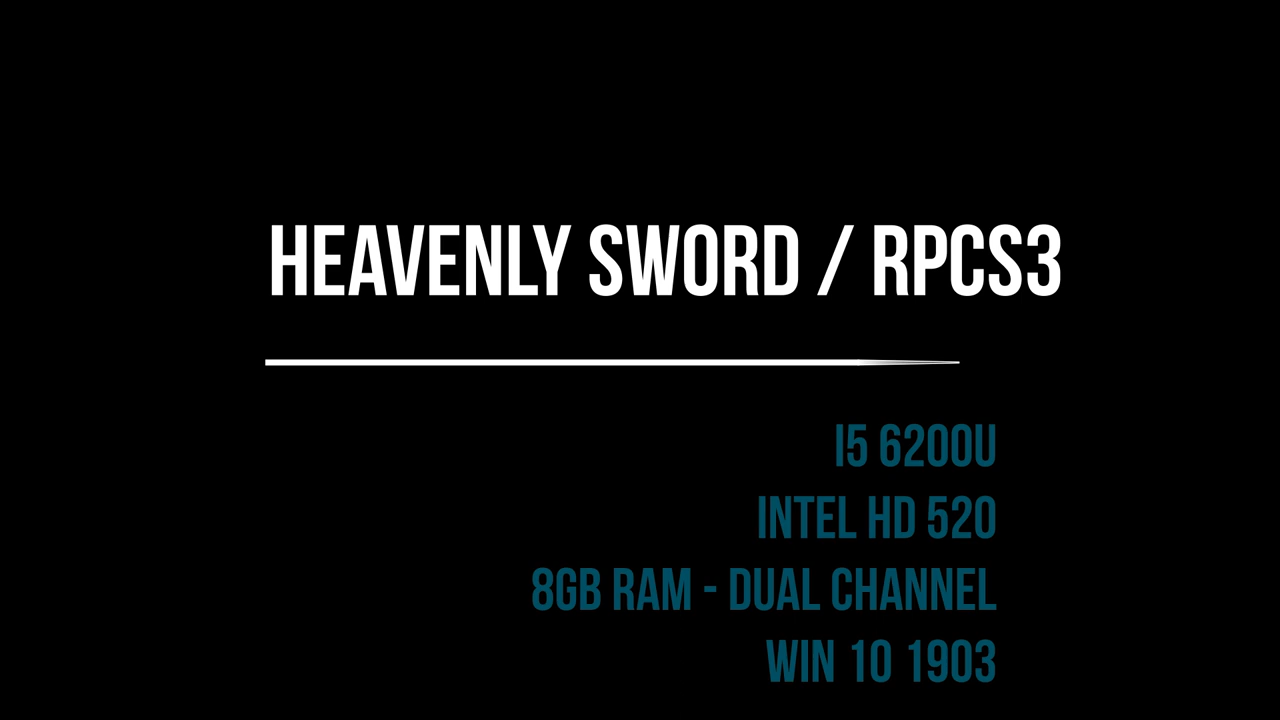 HEAVENLY SWORD / RPCS3
I5 6200U
INTEL HD 520
8GB RAM - DUAL CHANNEL
WIN 10 1903